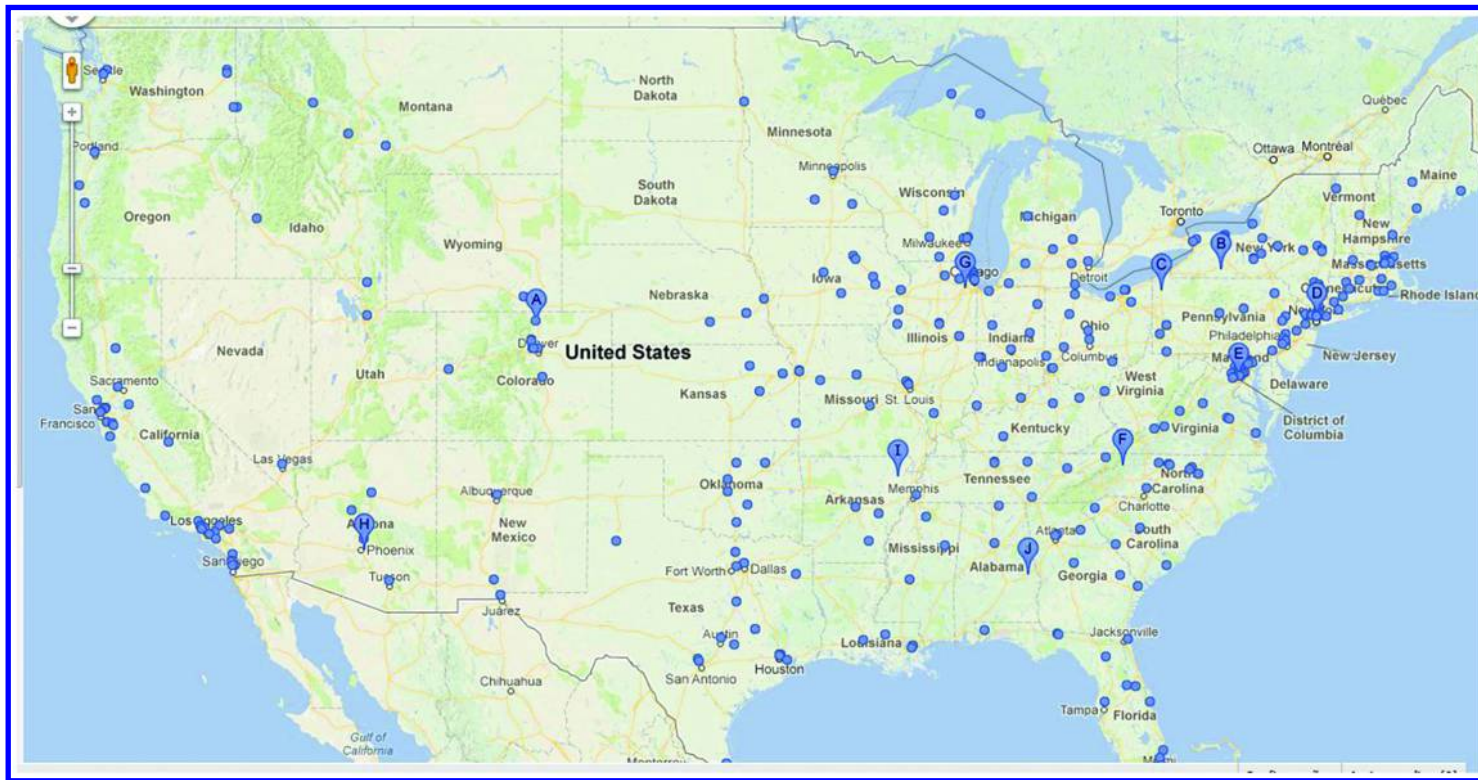 Québec
Seattle
Washington
North
Dakota
Montana
Minnesota
Ottawa
Montréal
Portland
Minneapolis
Maine
South
Dakota
Wisconsin
Vermont
Oregon
Idaho
Michigan
Toronto
New
Hampshire
Wyoming
Milwaukee
B
New York
G
C
Massachusetts
Chicago
Detroit
Iowa
A
Nebraska
D
Rhode Island
Pennsylvania
Illinois
Indiana
Ohio
Denver
United States
Nevada
Philadelphia
Indianapolis
Columbus
E
Maryland
New Jersey
Utah
Colorado
Sacramento
West
Virginia
Delaware
Kansas
Missouri
St. Louis
San
Francisco
District of
Columbia
California
Kentucky
Virginia
F
Las Vegas
I
Tennessee
North
Carolina
Oklahoma
Albuquerque
Arkansas
Memphis
Charlotte
Los Angeles
H
Arizona
New
Mexico
Atlanta
South
Carolina
Phoenix
Mississippi
J
Alabama
San Diego
Fort Worth
Dallas
Georgia
Tucson
Juárez
Texas
Austin
Jacksonville
Louisiana
Houston
San Antonio
Chihuahua
Tampa
Florida
Gulf of
California
Monterrey
Miami